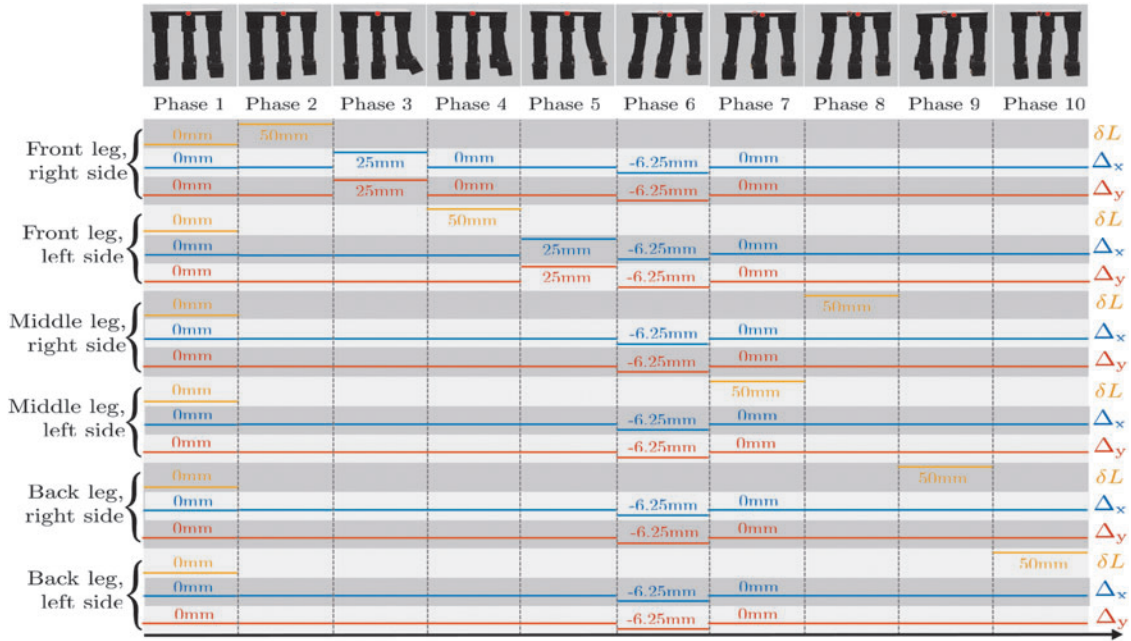 Phase 1 Phase 2 Phase 3 Phase 4 Phase 5 Phase 6 Phase 7 Phase 8 Phase 9 Phase 10
Front leg,
right side
0mm 50mm δL
0mm 25mm 0mm -6.25mm 0mm Δx
0mm 25mm 0mm -6.25mm 0mm Δy
Front leg,
left side
0mm 50mm δL
0mm 25mm -6.25mm 0mm Δx
0mm 25mm -6.25mm 0mm Δy
Middle leg,
right side
0mm 50mm δL
0mm -6.25mm 0mm Δx
0mm -6.25mm 0mm Δy
Middle leg,
left side
0mm 50mm δL
0mm -6.25mm 0mm Δx
0mm -6.25mm 0mm Δy
Back leg,
right side
0mm 50mm δL
0mm -6.25mm 0mm Δx
0mm -6.25mm 0mm Δy
Back leg,
left side
0mm 50mm δL
0mm -6.25mm 0mm Δx
0mm -6.25mm 0mm Δy